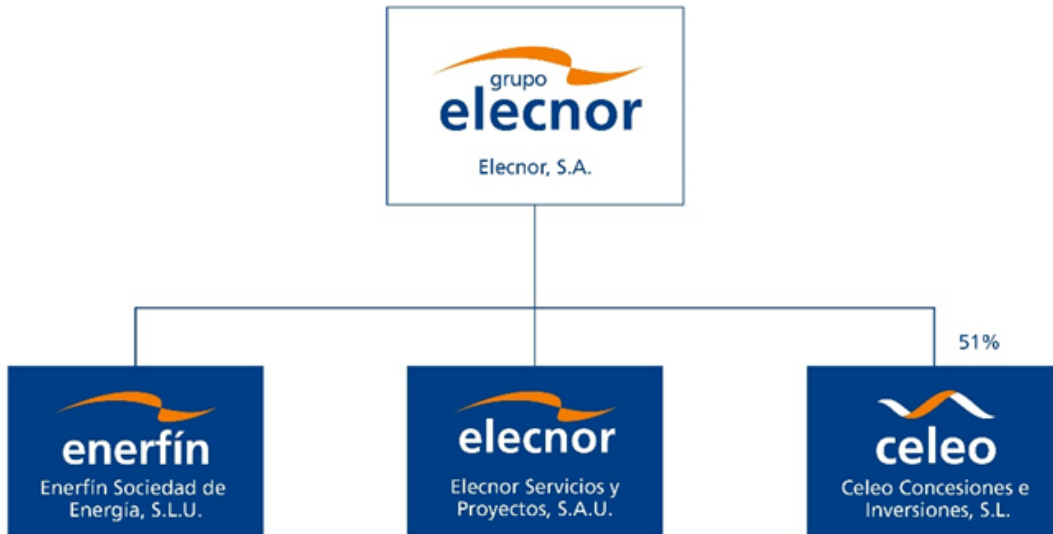 grupo
elecnor
Elecnor, S.A.
51%
enerfín
Enerfín Sociedad de
Energía, S.L.U.
elecnor
Elecnor Servicios y
Proyectos, S.A.U.
celeo
Celeo Concesiones e
Inversiones, S.L.